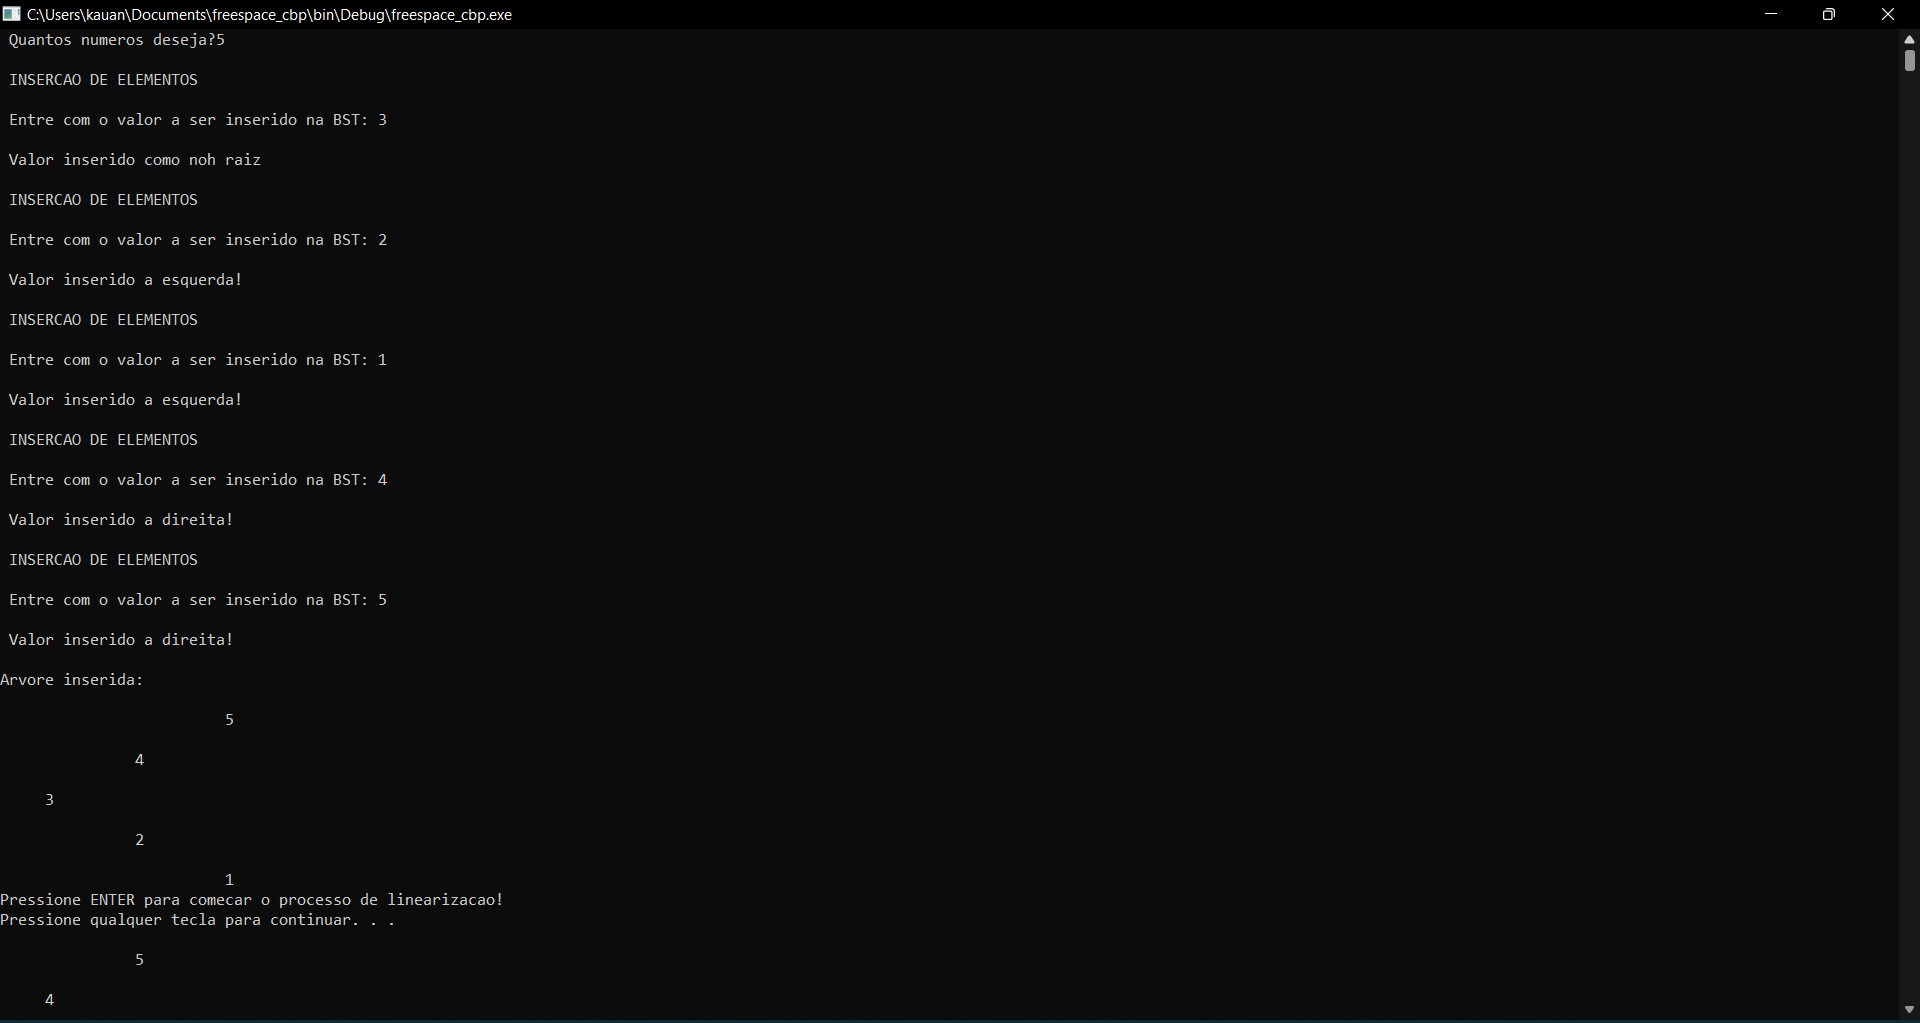 C:\Users\kauan\Documents\freespace_cbp\bin\Debug\freespace_cbp.exe
Quantos numeros deseja?5
INSERCAO DE ELEMENTOS
Entre com o valor a ser inserido na BST: 3
Valor inserido como noh raiz
INSERCAO DE ELEMENTOS
Entre com o valor a ser inserido na BST: 2
Valor inserido a esquerda!
INSERCAO DE ELEMENTOS
Entre com o valor a ser inserido na BST: 1
Valor inserido a esquerda!
INSERCAO DE ELEMENTOS
Entre com o valor a ser inserido na BST: 4
Valor inserido a direita!
INSERCAO DE ELEMENTOS
Entre com o valor a ser inserido na BST: 5
Valor inserido a direita!
Arvore inserida:
5
4
3
2
1
Pressione ENTER para comecar o processo de linearizacao!
Pressione qualquer tecla para continuar. . .
5
4